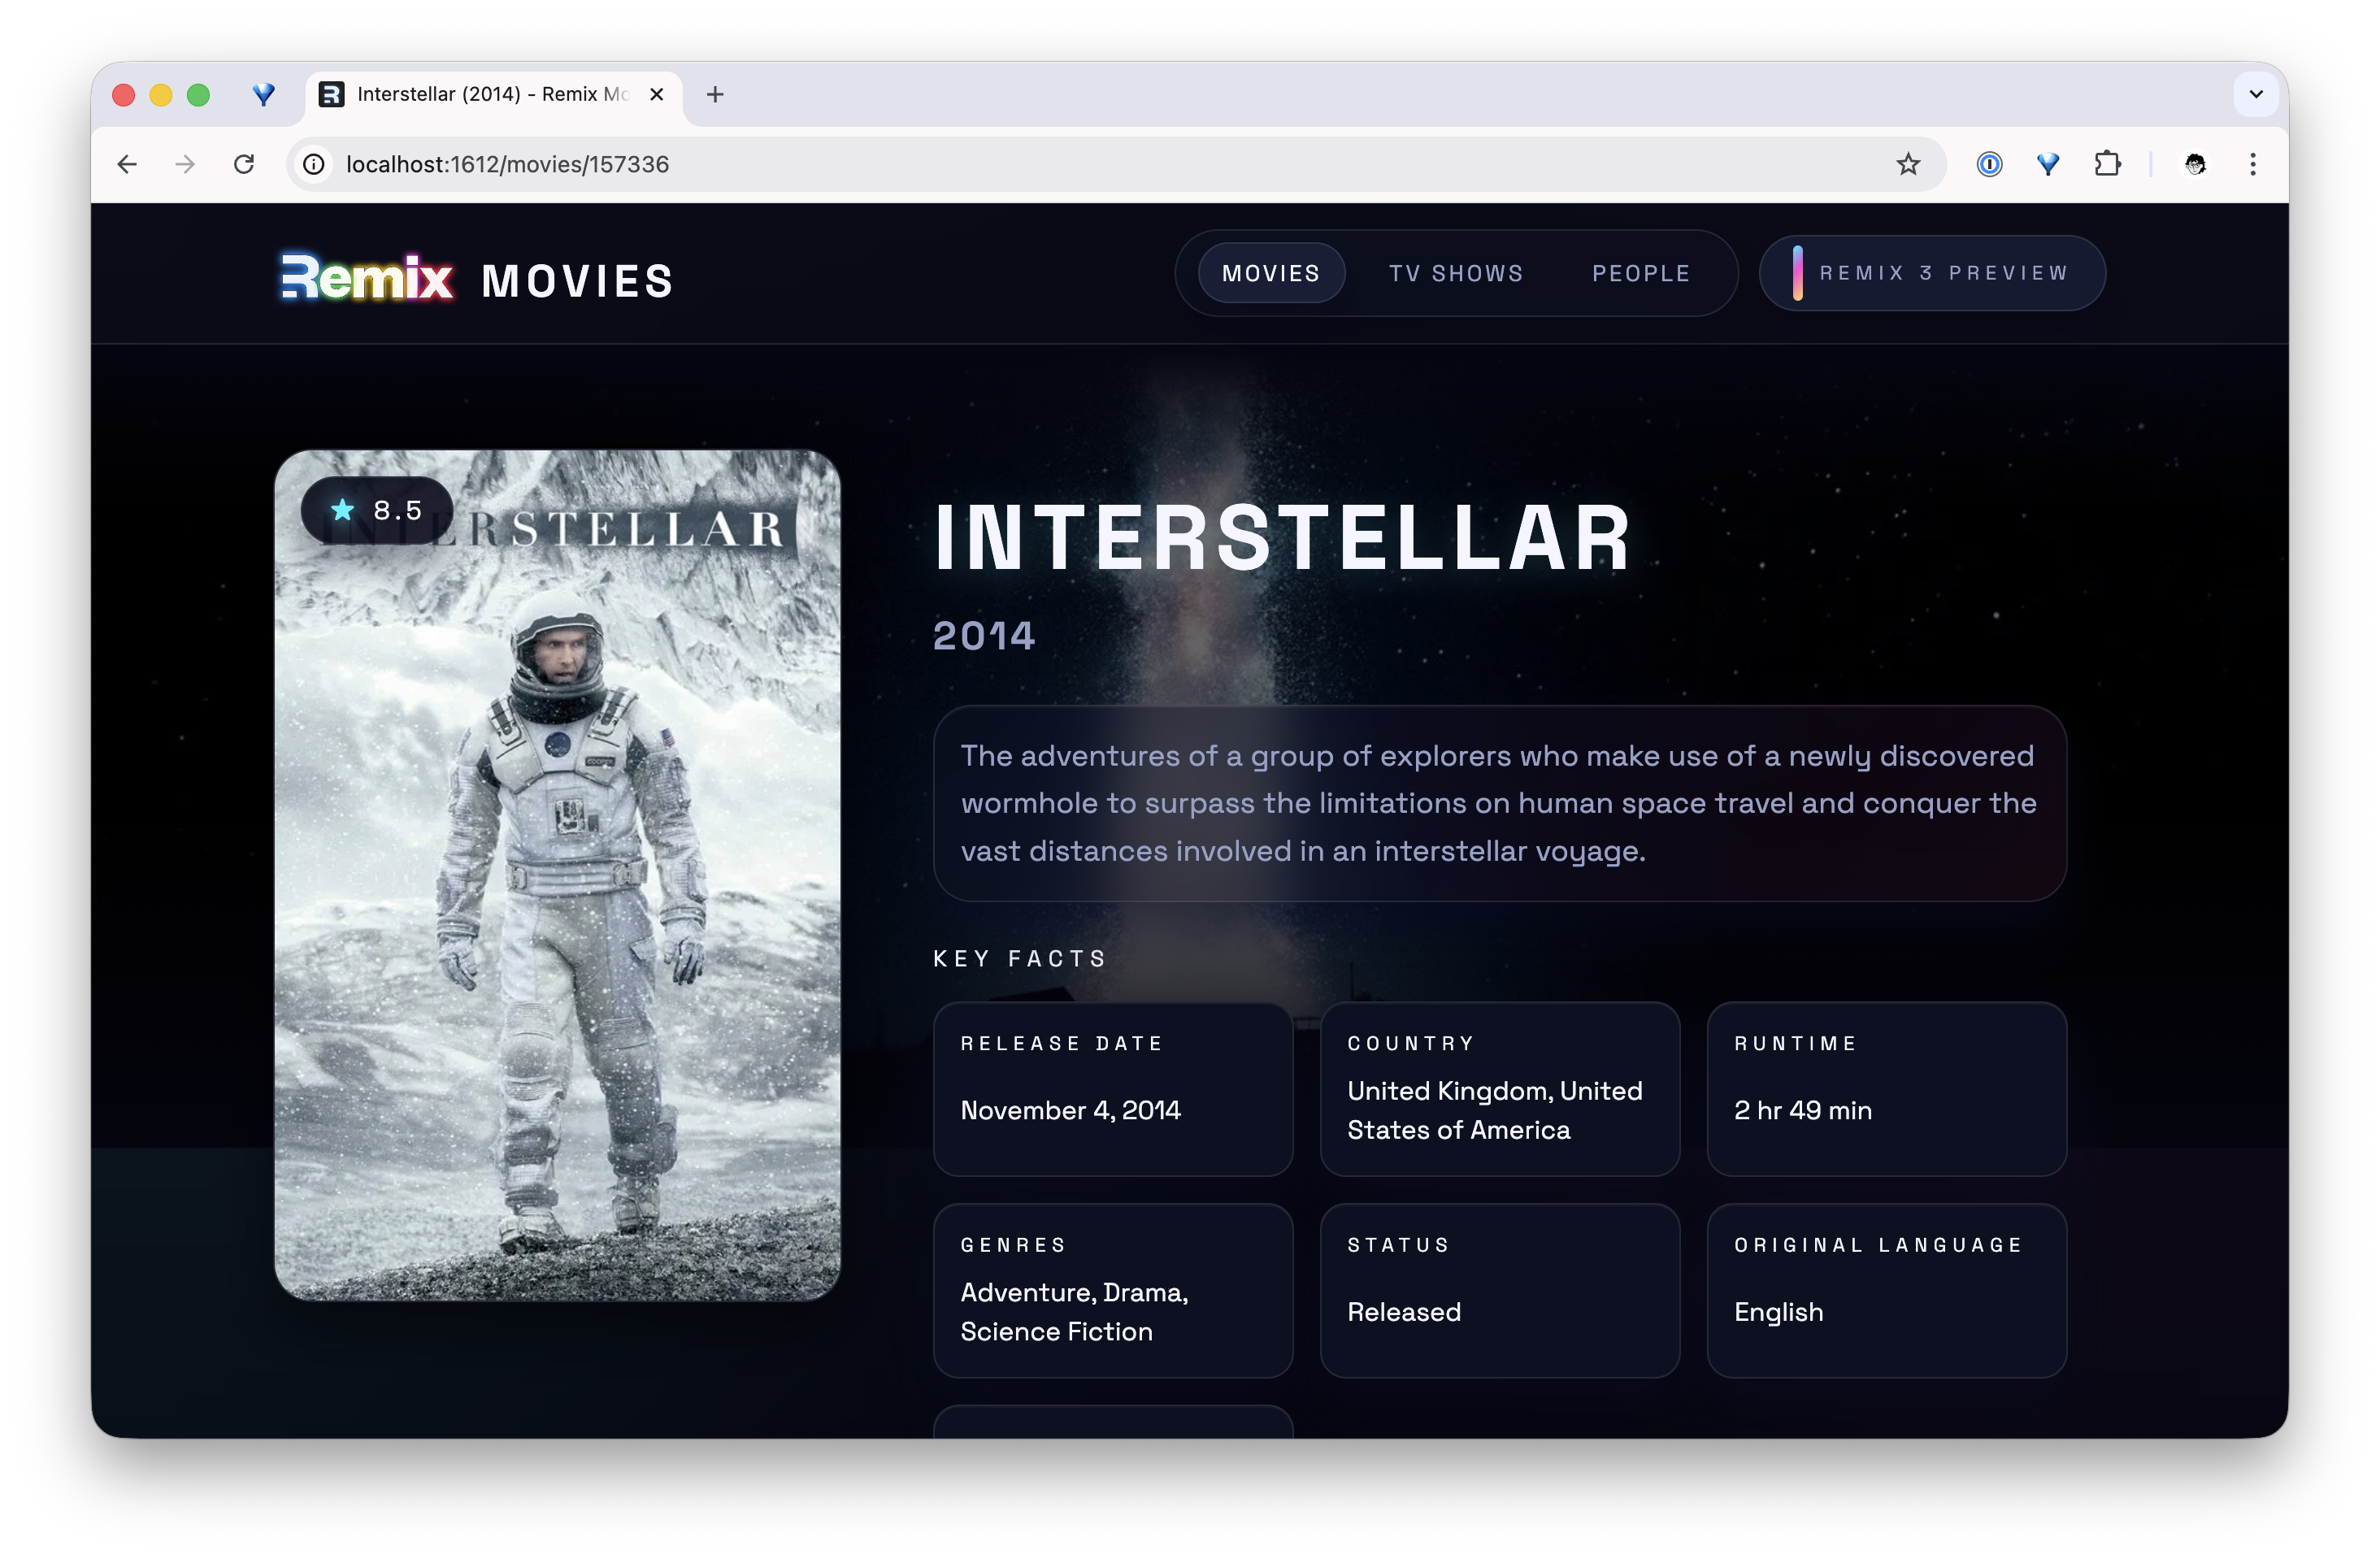 Interstellar (2014) - Remix Mo
localhost:1612/movies/157336
Remix MOVIES
MOVIES
TV SHOWS
PEOPLE
REMIX 3 PREVIEW
8.5
INTERSTELLAR
INTERSTELLAR
2014
The adventures of a group of explorers who make use of a newly discovered
wormhole to surpass the limitations on human space travel and conquer the
vast distances involved in an interstellar voyage.
KEY FACTS
RELEASE DATE
November 4, 2014
COUNTRY
United Kingdom, United
States of America
RUNTIME
2 hr 49 min
GENRES
Adventure, Drama,
Science Fiction
STATUS
Released
ORIGINAL LANGUAGE
English